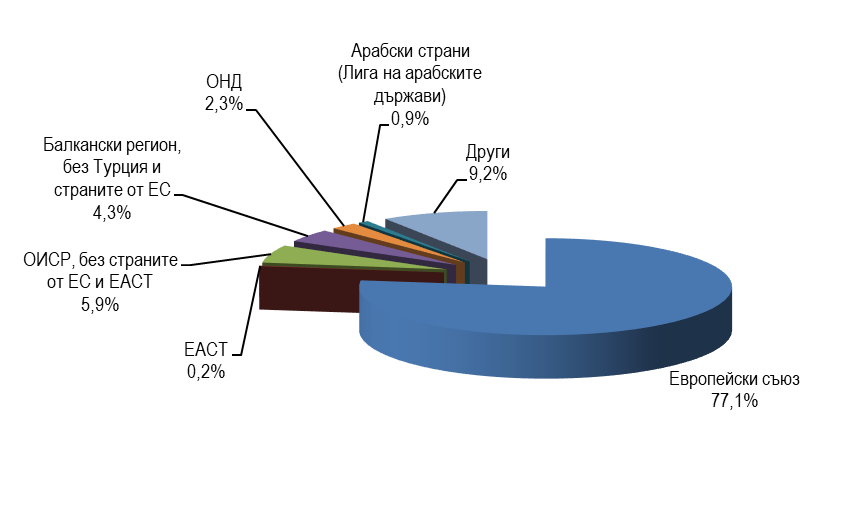 Арабски страни
(Лига на арабските
държави)
0,9%
ОНД
2,3%
Други
9,2%
Балкански регион,
без Турция и
страните от ЕС
4,3%
ОИСР, без страните
от ЕС и ЕАСТ
5,9%
ЕАСТ
0,2%
Европейски съюз
77,1%